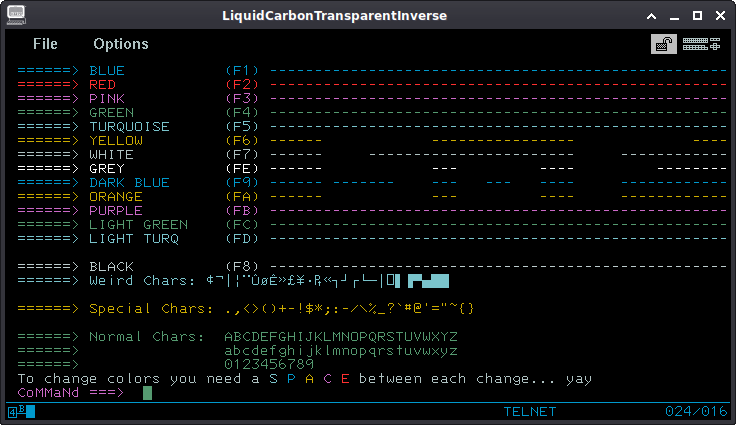 LiquidCarbonTransparentInverse
File Options
======> BLUE (F1) ---------------------------------------------------
======> RED (F2) ---------------------------------------------------
======> PINK (F3) ---------------------------------------------------
======> GREEN (F4) ---------------------------------------------------
======> TURQUOISE (F5) ---------------------------------------------------
======> YELLOW (F6) ------ ---------------- ----
======> WHITE (F7) ------ ---------------------- ------------
======> GREY (FE) ------ --- ---- -----------
======> DARK BLUE (F9) ------ ------- --- --- ---- ------------
======> ORANGE (FA) ------ --- ---- -----------
======> PURPLE (FB) ---------------------------------------------------
======> LIGHT GREEN (FC) ---------------------------------------------------
======> LIGHT TURQ (FD) ---------------------------------------------------
======> BLACK (F8) ---------------------------------------------------
======> Weird Chars: ¢¬|¦¨ÙøÊ»£¥·₧«┐┘┌└─│
======> Special Chars: .,<>()+-!$*;:-/\%_?`#@'="~{}
======> Normal Chars: ABCDEFGHIJKLMNOPQRSTUVWXYZ
======> abcdefghijklmnopqrstuvwxyz
======> 0123456789
To change colors you need a S P A C E between each change... yay
CoMMaNd ===>
4B TELNET 024/016